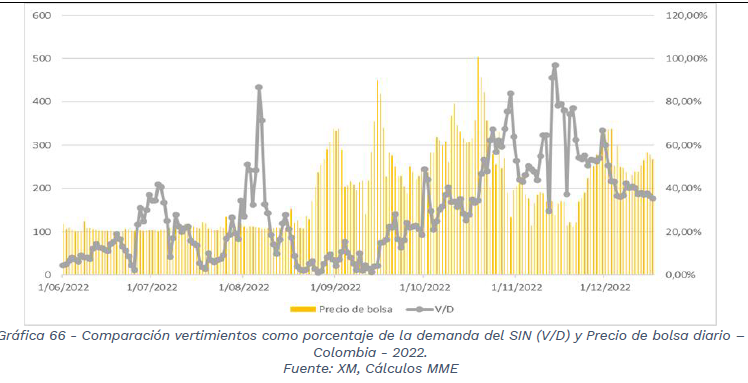 600 120,00%
500 100,00%
400 80,00%
300 60,00%
200 40,00%
100 20,00%
0 0,00%
1/06/2022 1/07/2022 1/08/2022 1/09/2022 1/10/2022 1/11/2022 1/12/2022
Precio de bolsa V/D
Gráfica 66 - Comparación vertimientos como porcentaje de la demanda del SIN (V/D) y Precio de bolsa diario –
Colombia - 2022.
Fuente: XM, Cálculos MME